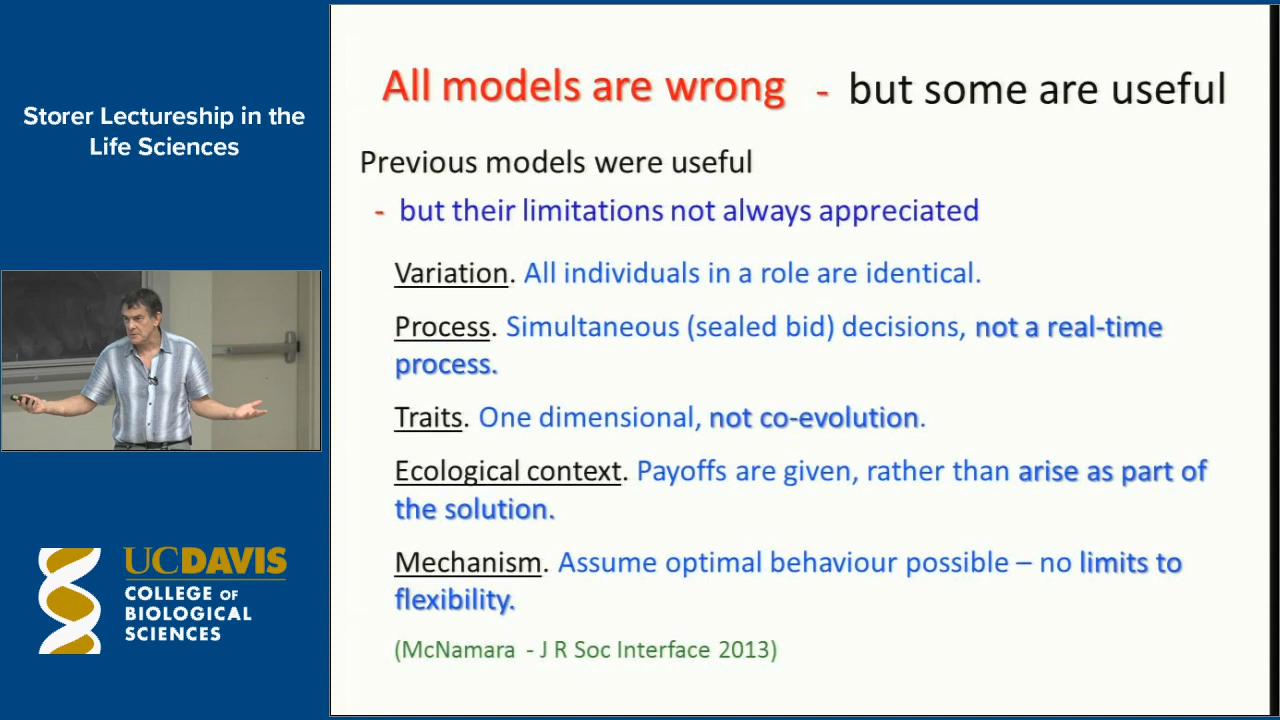 Storer Lectureship in the
Life Sciences
UCDAVIS
COLLEGE OF
BIOLOGICAL
SCIENCES
All models are wrong - but some are useful
Previous models were useful
- but their limitations not always appreciated
Variation. All individuals in a role are identical.
Process. Simultaneous (sealed bid) decisions, not a real-time
process.
Traits. One dimensional, not co-evolution.
Ecological context. Payoffs are given, rather than arise as part of
the solution.
Mechanism. Assume optimal behaviour possible – no limits to
flexibility.
(McNamara - J R Soc Interface 2013)